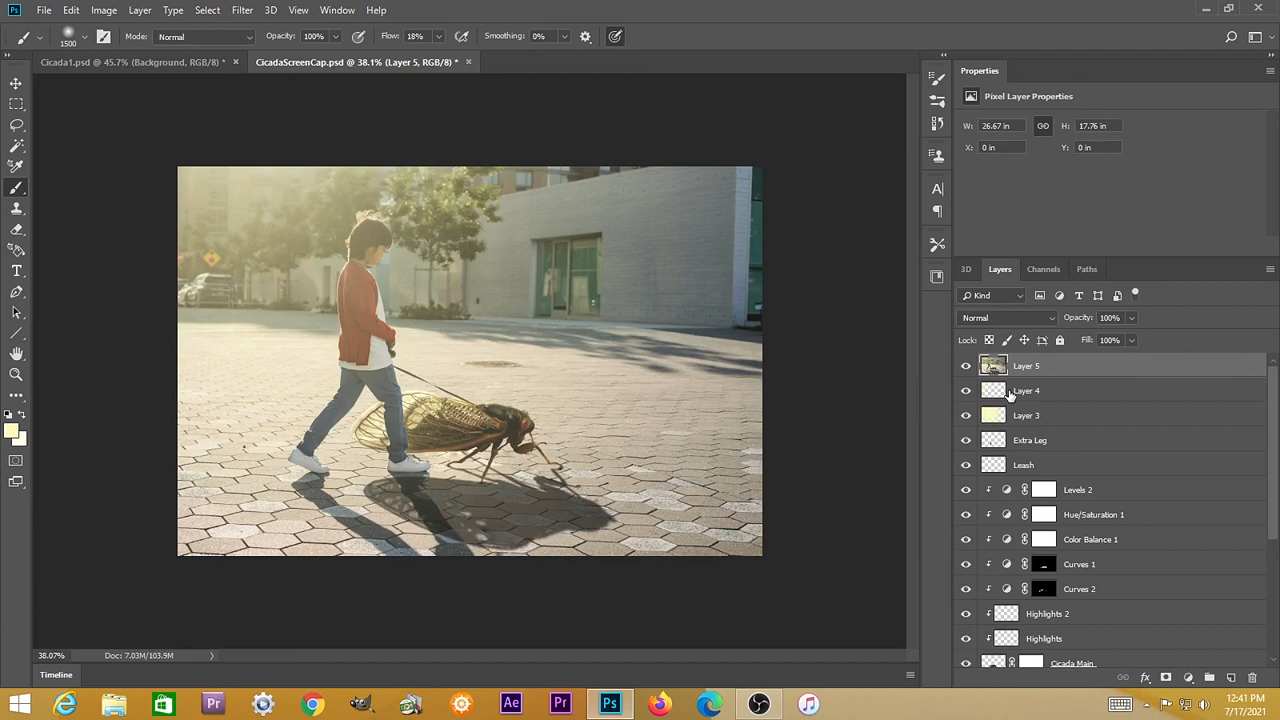 Ps File Edit Image Layer Type Select Filter 3D View Window Help
1500 Mode: Normal Opacity: 100% Flow: 18% Smoothing: 0%
Cicada1.psd @ 45.7% (Background, RGB/8) * × CicadaScreenCap.psd @ 38.1% (Layer 5, RGB/8) * ×
Properties
Pixel Layer Properties
W: 26.67 in H: 17.76 in
X: 0 in Y: 0 in
3D Layers Channels Paths
Kind
Normal Opacity: 100%
Lock: Fill: 100%
Layer 5
Layer 4
Layer 3
Extra Leg
Leash
Levels 2
Hue/Saturation 1
Color Balance 1
Curves 1
Curves 2
Highlights 2
Highlights
Cicada Main
38.07% Doc: 7.03M/103.9M
Timeline
Pr Ae Pr Ps
12:41 PM
7/17/2021